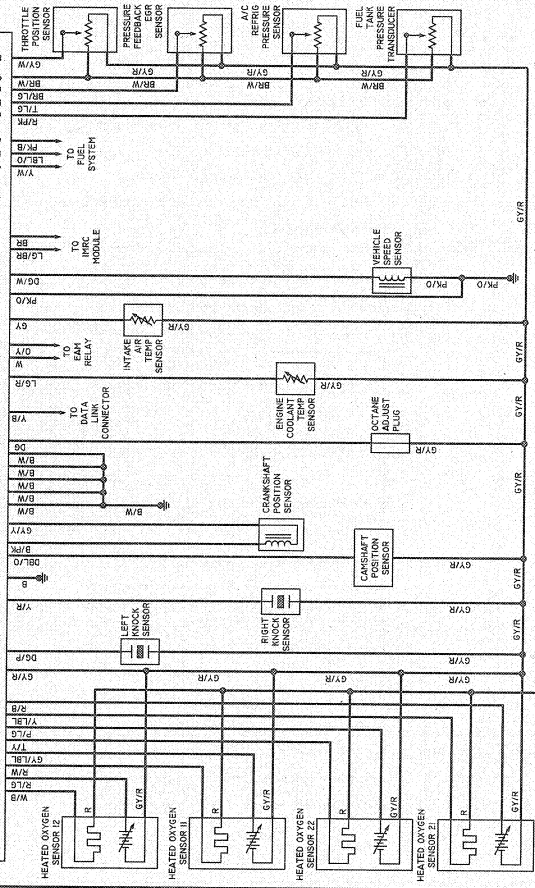 THROTTLE
POSITION
SENSOR
PRESSURE
FEEDBACK
EGR
SENSOR
A/C
REFRIG
PRESSURE
SENSOR
FUEL
TANK
PRESSURE
TRANSDUCER
GY/W
GY/R
GY/R
GY/R
BR/W
BR/W
BR/W
BR/W
BR/LG
T/LG
R/PK
PK/B
LBL/O
Y/W
TO
FUEL
SYSTEM
GY/R
BR
LG/BR
TO
IMRC
MODULE
VEHICLE
SPEED
SENSOR
DG/W
PK/O
PK/O
PK/O
GY
GY/R
INTAKE
AIR
TEMP
SENSOR
O/Y
W
TO
EAM
RELAY
GY/R
LG/R
GY/R
ENGINE
COOLANT
TEMP
SENSOR
Y/B
TO
DATA
LINK
CONNECTOR
GY/R
OCTANE
ADJUST
PLUG
DG
GY/R
B/W
B/W
B/W
B/W
B/W
B/W
GY/R
CRANKSHAFT
POSITION
SENSOR
GY/Y
B/PK
DBL/O
CAMSHAFT
POSITION
SENSOR
GY/R
B
GY/R
Y/R
RIGHT
KNOCK
SENSOR
GY/R
LEFT
KNOCK
SENSOR
GY/R
DG/P
GY/R
GY/R
GY/R
GY/R
GY/R
R/B
Y/LBL
P/LG
T/Y
GY/LBL
R/W
R/LG
W/B
R
GY/R
R
GY/R
R
GY/R
R
HEATED OXYGEN
SENSOR 12
HEATED OXYGEN
SENSOR 11
HEATED OXYGEN
SENSOR 22
HEATED OXYGEN
SENSOR 21